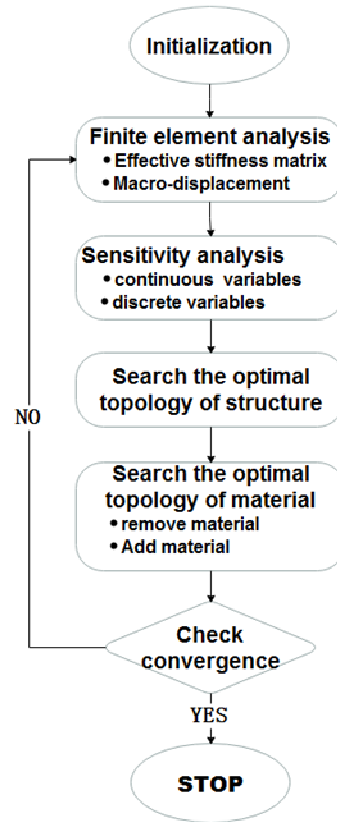 Initialization
Finite element analysis
• Effective stiffness matrix
• Macro-displacement
Sensitivity analysis
• continuous variables
• discrete variables
Search the optimal
topology of structure
NO
Search the optimal
topology of material
• remove material
• Add material
Check
convergence
YES
STOP